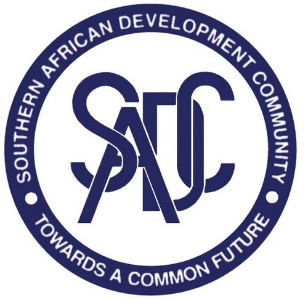 SOUTHERN AFRICAN DEVELOPMENT COMMUNITY
SADC
TOWARDS A COMMON FUTURE